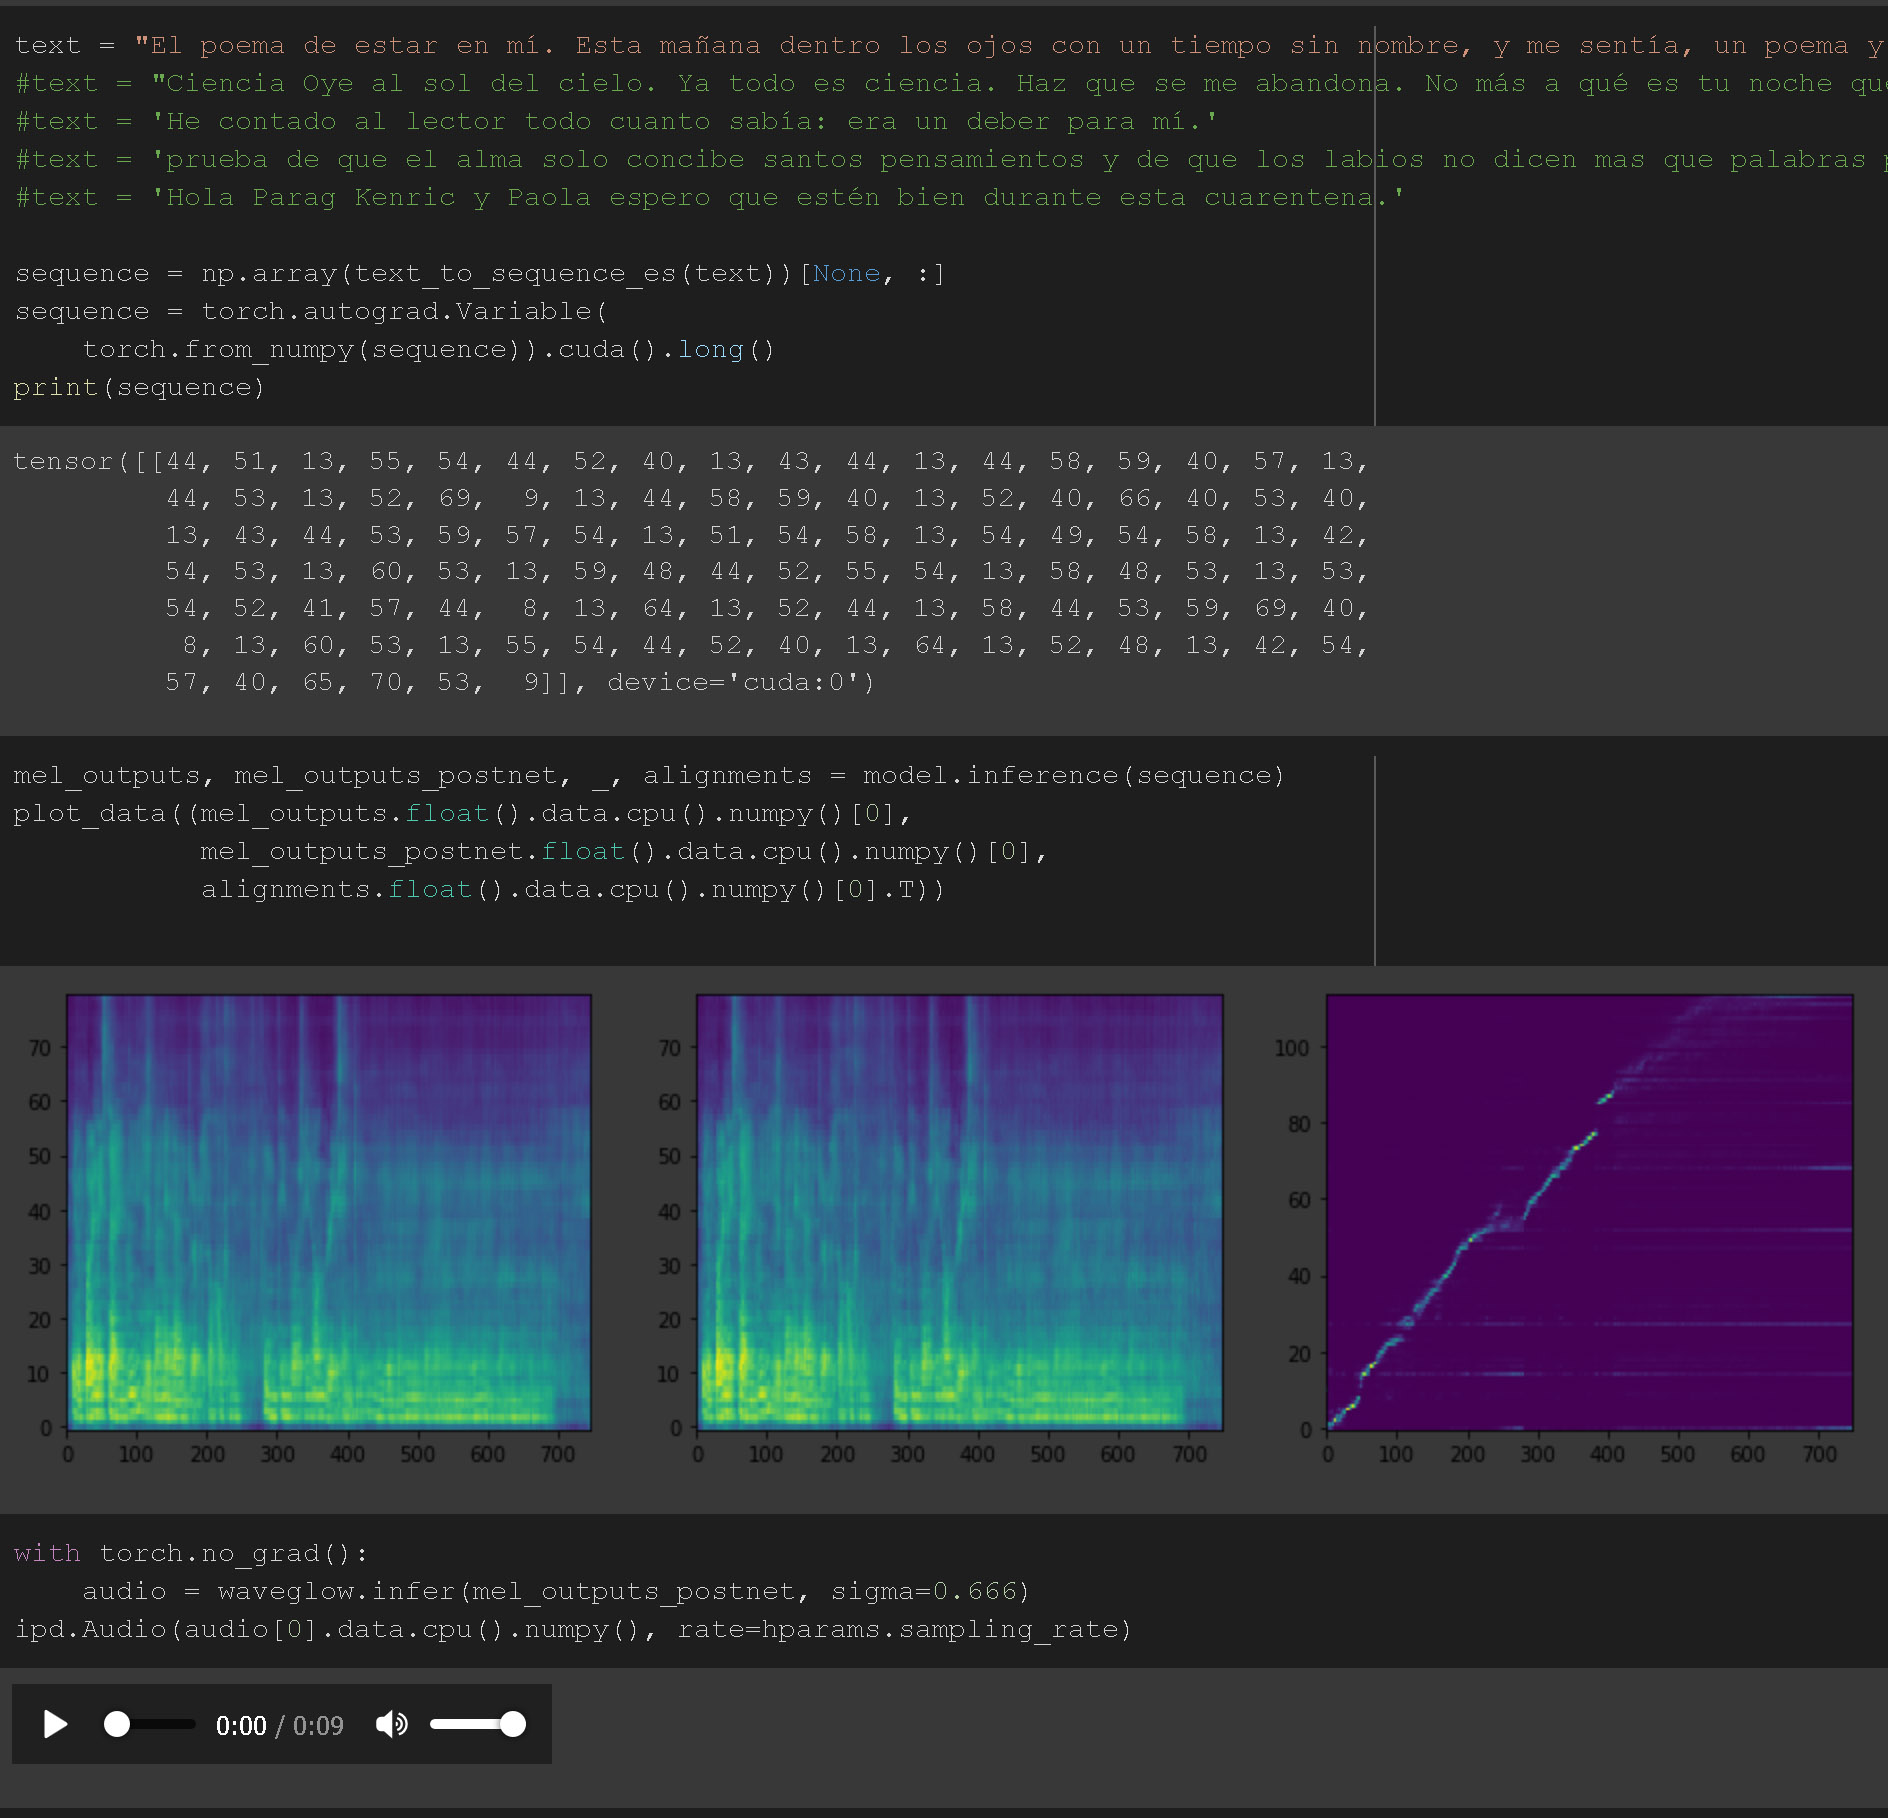 text = "El poema de estar en mí. Esta mañana dentro los ojos con un tiempo sin nombre, y me sentía, un poema y
#text = "Ciencia Oye al sol del cielo. Ya todo es ciencia. Haz que se me abandona. No más a qué es tu noche
#text = 'He contado al lector todo cuanto sabía: era un deber para mí.'
#text = 'prueba de que el alma solo concibe santos pensamientos y de que los labios no dicen mas que palabras
#text = 'Hola Parag Kenric y Paola espero que estén bien durante esta cuarentena.'
sequence = np.array(text_to_sequence_es(text))[None, :]
sequence = torch.autograd.Variable(
    torch.from_numpy(sequence)).cuda().long()
print(sequence)
tensor([[44, 51, 13, 55, 54, 44, 52, 40, 13, 43, 44, 13, 44, 58, 59, 40, 57, 13,
         44, 53, 13, 52, 69,  9, 13, 44, 58, 59, 40, 13, 52, 40, 66, 40, 53, 40,
         13, 43, 44, 53, 59, 57, 54, 13, 51, 54, 58, 13, 54, 49, 54, 58, 13, 42,
         54, 53, 13, 60, 53, 13, 59, 48, 44, 52, 55, 54, 13, 58, 48, 53, 13, 53,
         54, 52, 41, 57, 44,  8, 13, 64, 13, 52, 44, 13, 58, 44, 53, 59, 69, 40,
          8, 13, 60, 53, 13, 55, 54, 44, 52, 40, 13, 64, 13, 52, 48, 13, 42, 54,
         57, 40, 65, 70, 53,  9]], device='cuda:0')
mel_outputs, mel_outputs_postnet, _, alignments = model.inference(sequence)
plot_data((mel_outputs.float().data.cpu().numpy()[0],
           mel_outputs_postnet.float().data.cpu().numpy()[0],
           alignments.float().data.cpu().numpy()[0].T))
70
60
50
40
30
20
10
0
0 100 200 300 400 500 600 700
70
60
50
40
30
20
10
0
0 100 200 300 400 500 600 700
100
80
60
40
20
0
0 100 200 300 400 500 600 700
with torch.no_grad():
    audio = waveglow.infer(mel_outputs_postnet, sigma=0.666)
ipd.Audio(audio[0].data.cpu().numpy(), rate=hparams.sampling_rate)
0:00 / 0:09